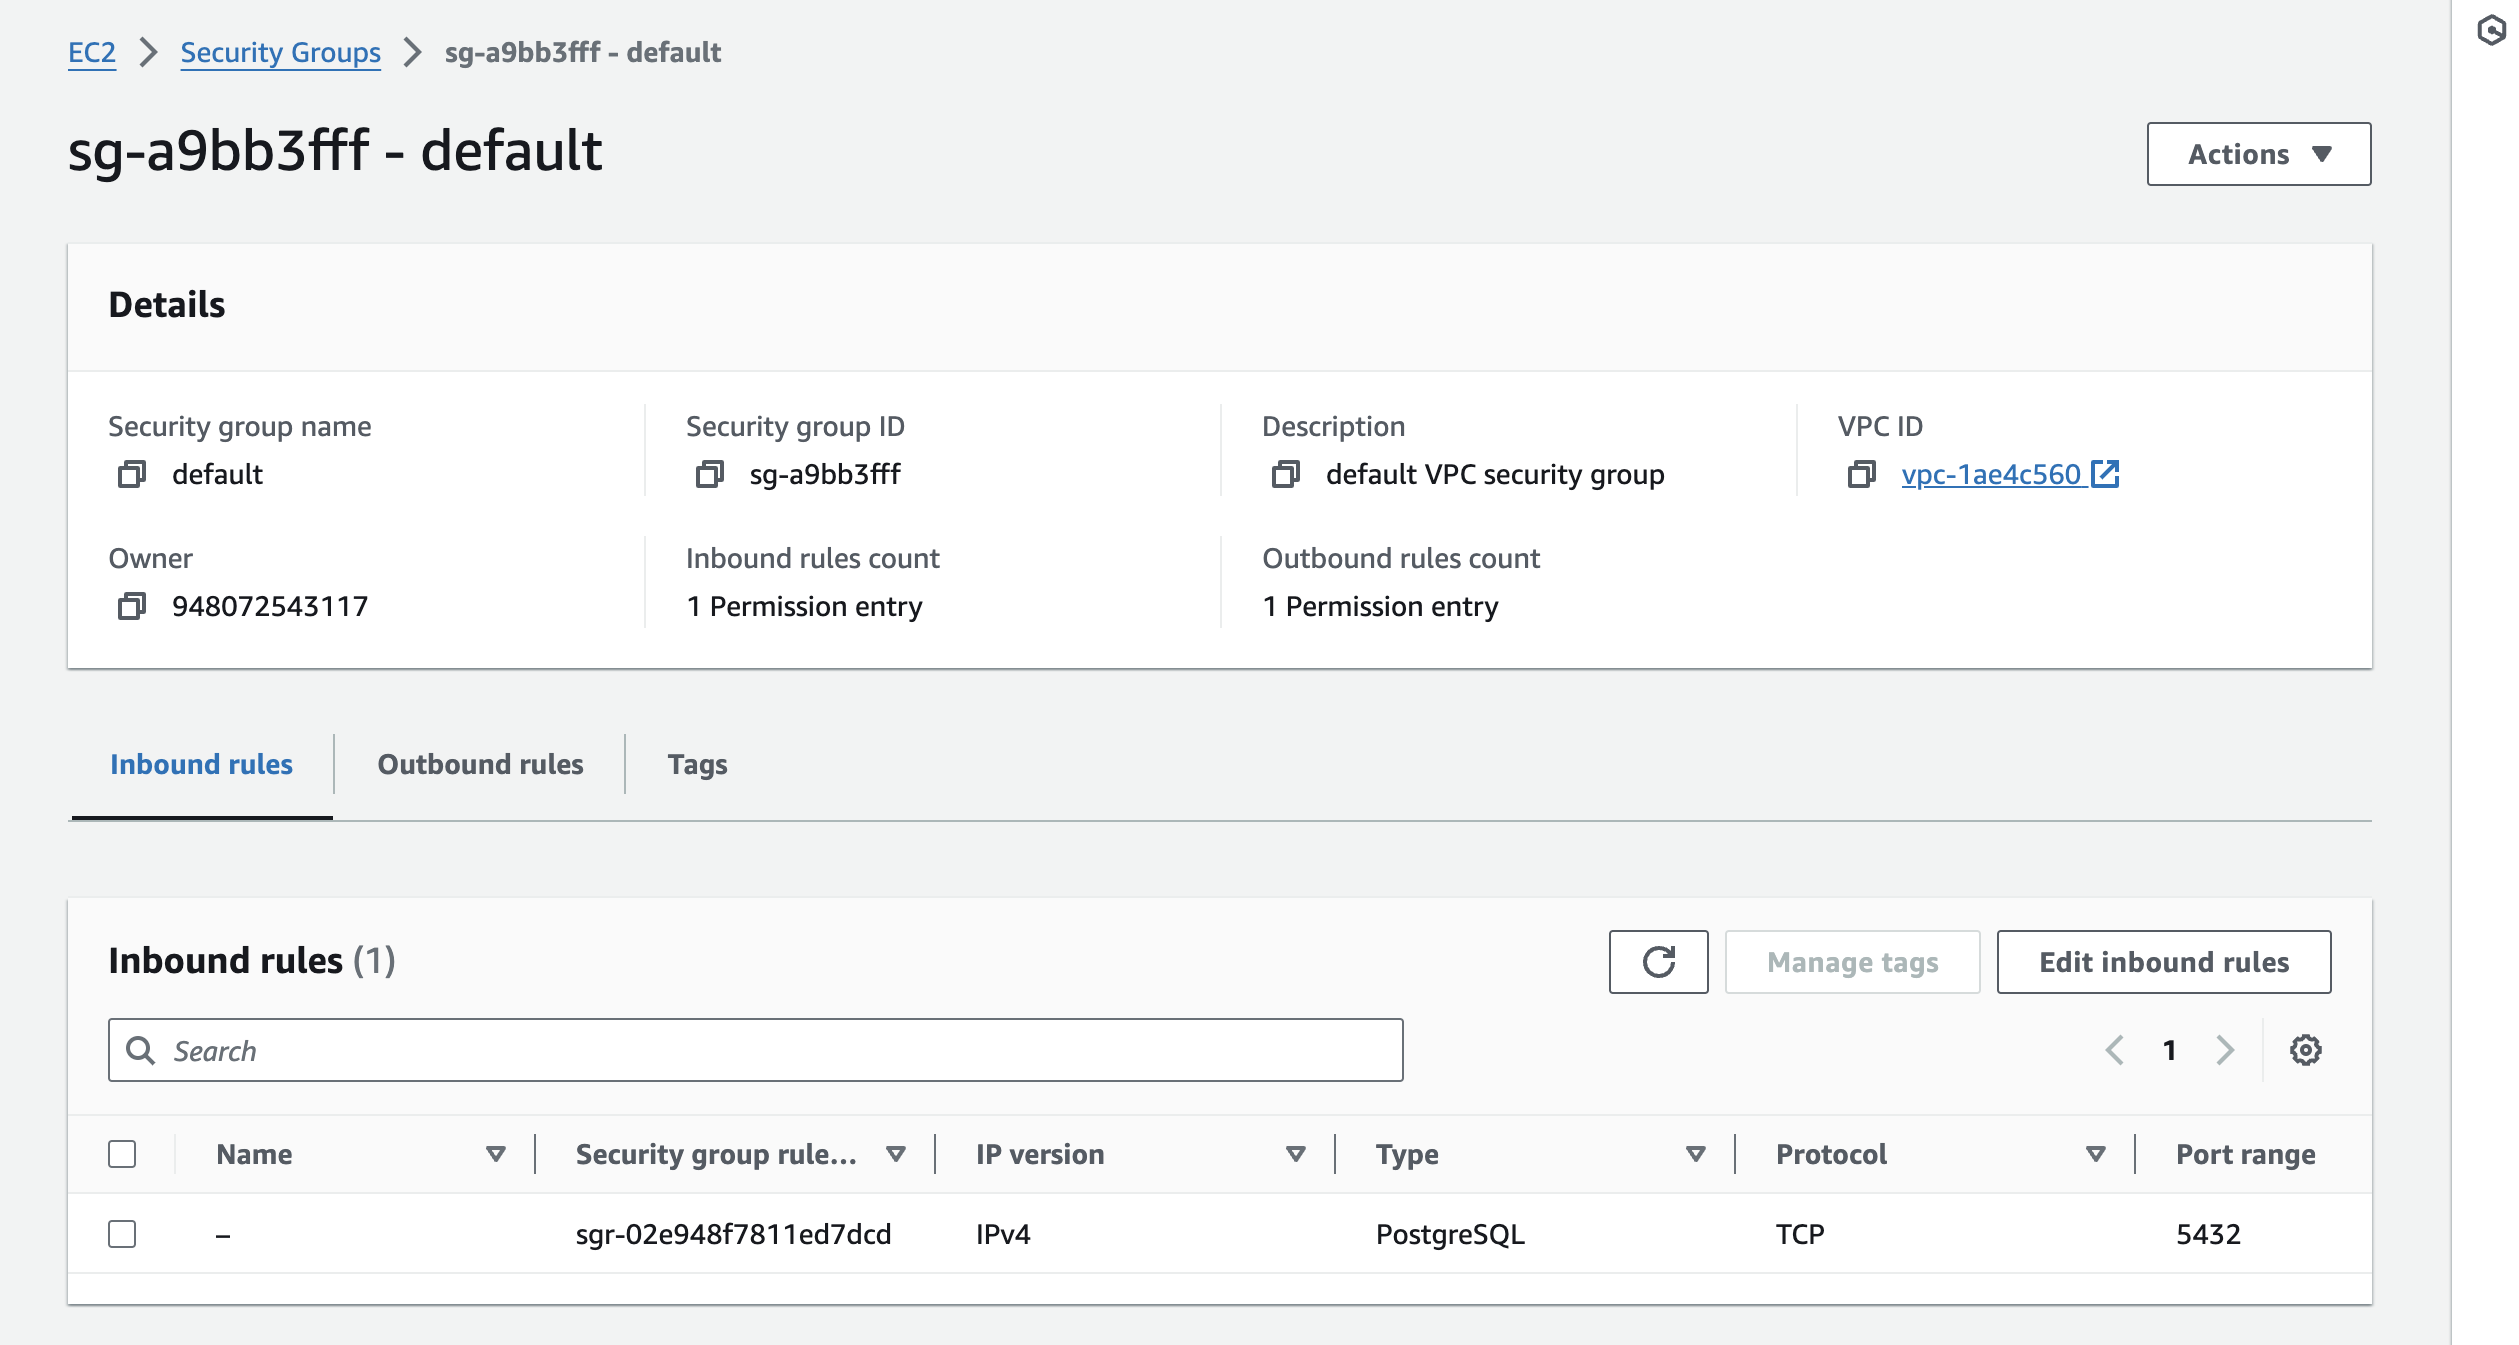 EC2 > Security Groups > sg-a9bb3fff - default
sg-a9bb3fff - default
Actions
Details
Security group name
default
Security group ID
sg-a9bb3fff
Description
default VPC security group
VPC ID
vpc-1ae4c560
Owner
948072543117
Inbound rules count
1 Permission entry
Outbound rules count
1 Permission entry
Inbound rules Outbound rules Tags
Inbound rules (1)
Manage tags
Edit inbound rules
Search
1
Name Security group rule... IP version Type Protocol Port range
– sgr-02e948f7811ed7dcd IPv4 PostgreSQL TCP 5432